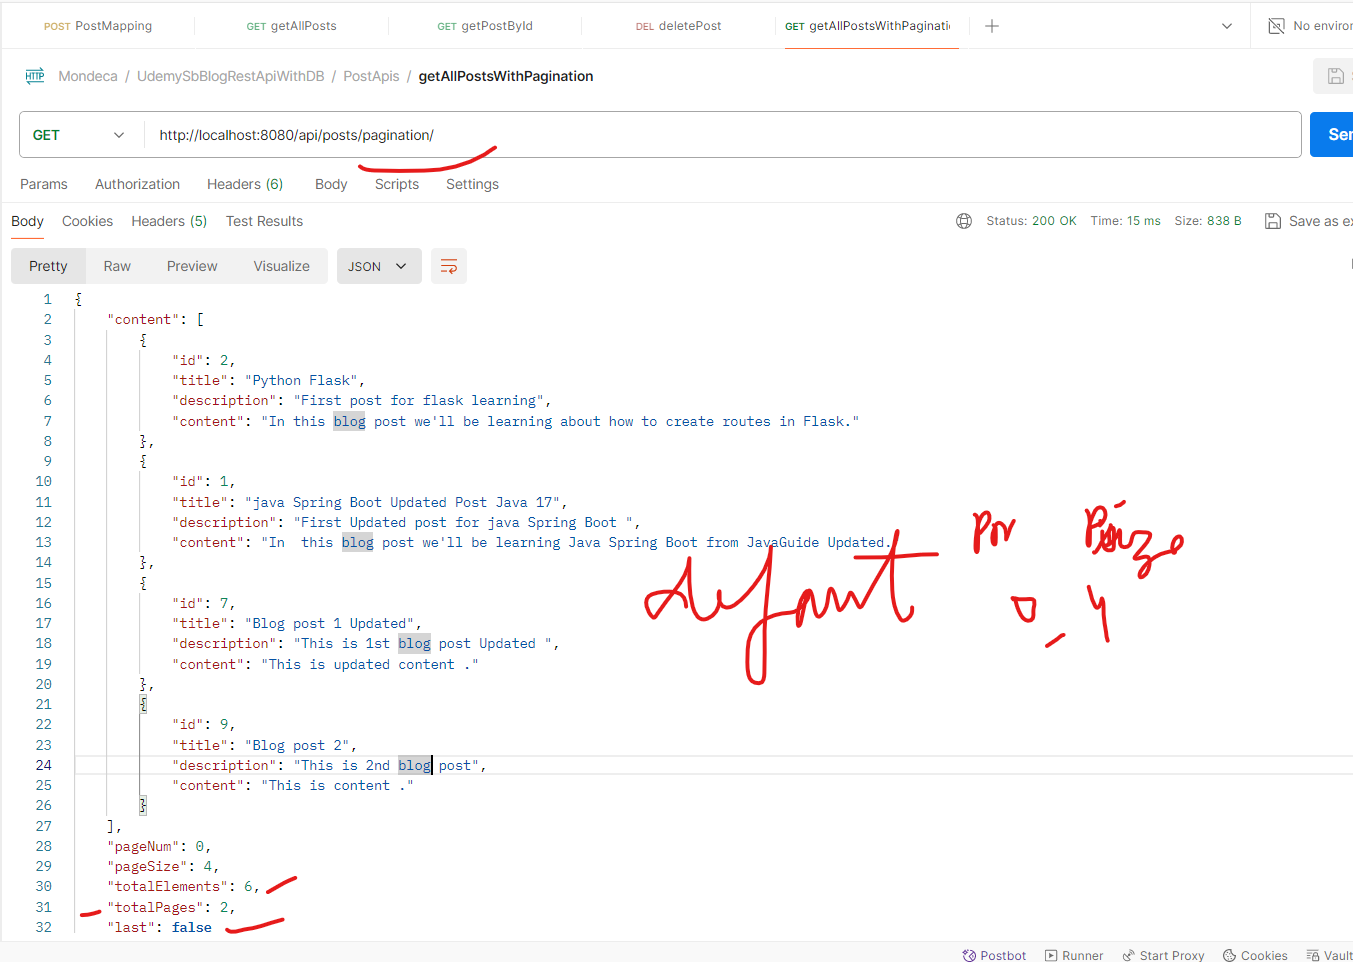 POST PostMapping GET getAllPosts GET getPostById DEL deletePost GET getAllPostsWithPaginati No environ
HTTP Mondeca / UdemySbBlogRestApiWithDB / PostApis / getAllPostsWithPagination
GET http://localhost:8080/api/posts/pagination/ Ser
Params Authorization Headers (6) Body Scripts Settings
Body Cookies Headers (5) Test Results Status: 200 OK Time: 15 ms Size: 838 B Save as ex
Pretty Raw Preview Visualize JSON
1 {
2 "content": [
3 {
4 "id": 2,
5 "title": "Python Flask",
6 "description": "First post for flask learning",
7 "content": "In this blog post we'll be learning about how to create routes in Flask."
8 },
9 {
10 "id": 1,
11 "title": "java Spring Boot Updated Post Java 17",
12 "description": "First Updated post for java Spring Boot ",
13 "content": "In  this blog post we'll be learning Java Spring Boot from JavaGuide Updated.
14 },
15 {
16 "id": 7,
17 "title": "Blog post 1 Updated",
18 "description": "This is 1st blog post Updated ",
19 "content": "This is updated content ."
20 },
21 {
22 "id": 9,
23 "title": "Blog post 2",
24 "description": "This is 2nd blog post",
25 "content": "This is content ."
26 }
27 ],
28 "pageNum": 0,
29 "pageSize": 4,
30 "totalElements": 6,
31 "totalPages": 2,
32 "last": false
0 4
Postbot Runner Start Proxy Cookies Vault